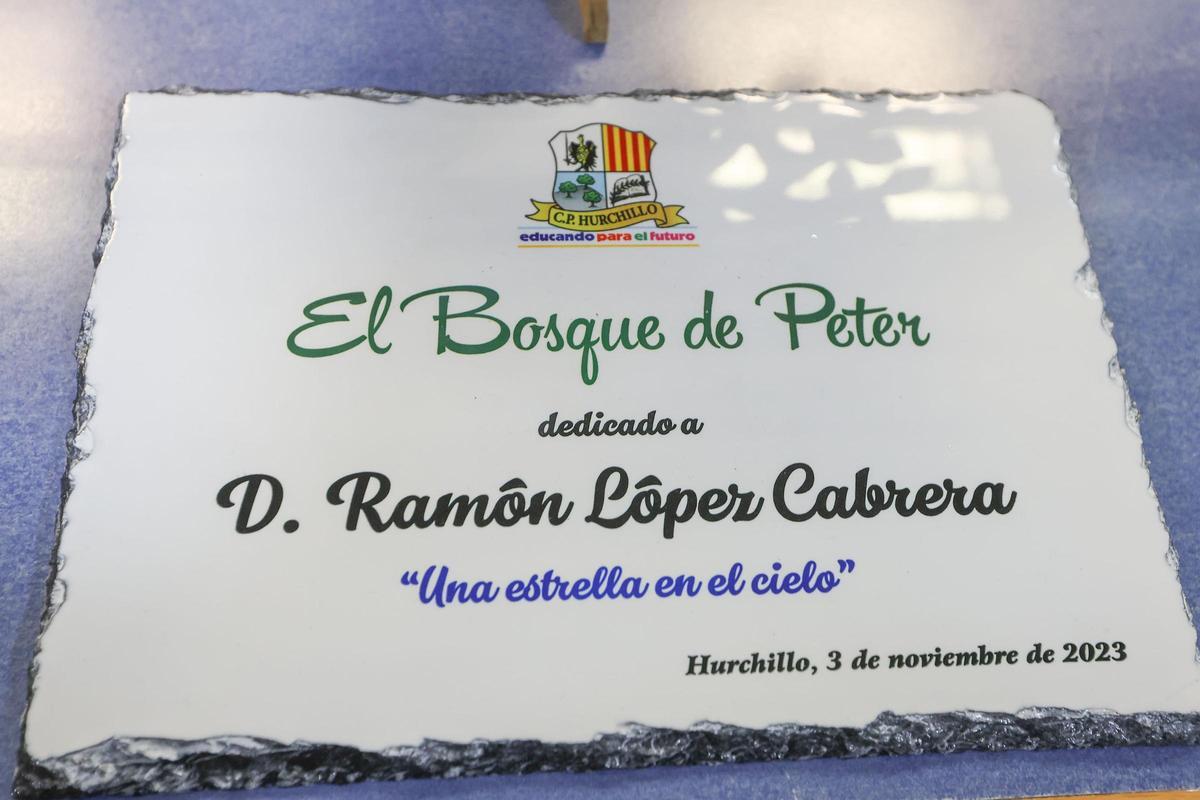 C.P. HURCHILLO
educando para el futuro
El Bosque de Peter
dedicado a
D. Ramôn Lôpez Cabrera
“Una estrella en el cielo”
Hurchillo, 3 de noviembre de 2023